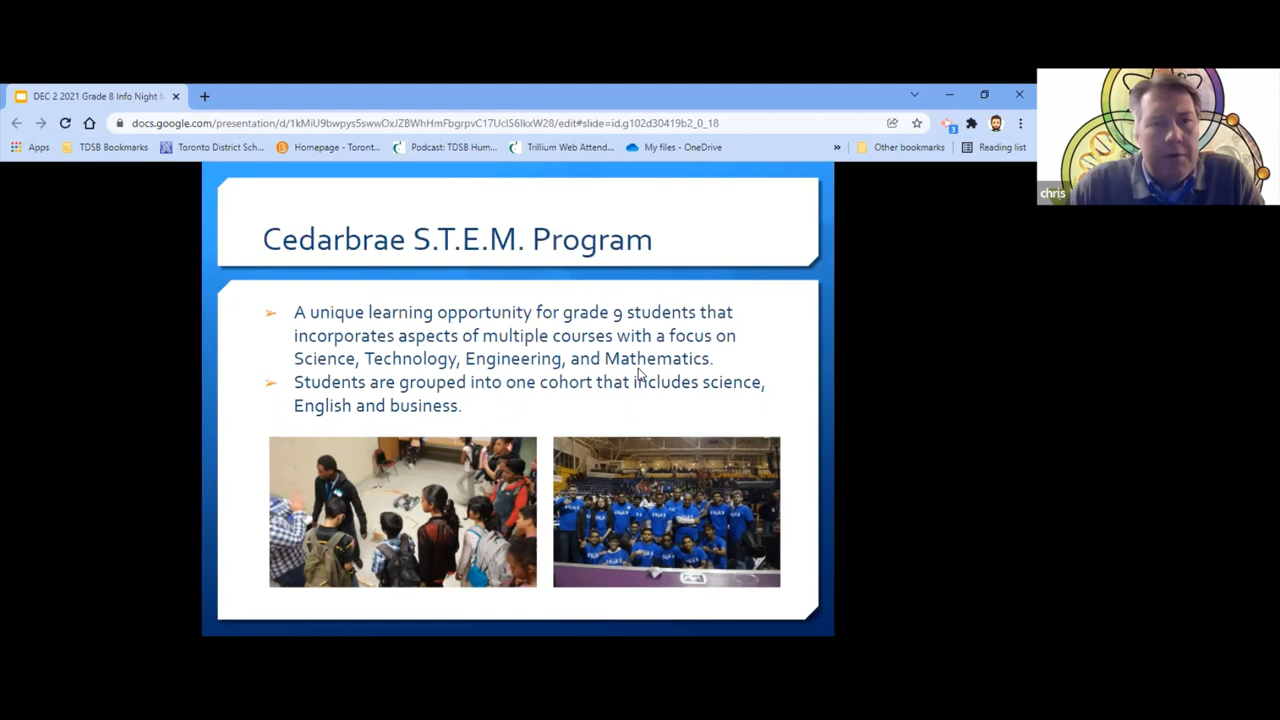 DEC 2 2021 Grade 8 Info Night
docs.google.com/presentation/d/1kMiU9bwpys5swwOxJZBWhHmFbgrpvC17UcIS6IkxW28/edit#slide=id.g102d30419b2_0_18
Apps TDSB Bookmarks Toronto District Sch... Homepage - Toront... Podcast: TDSB Hum... Trillium Web Attend... My files - OneDrive » Other bookmarks Reading list
chris
Cedarbrae S.T.E.M. Program
➢ A unique learning opportunity for grade 9 students that
incorporates aspects of multiple courses with a focus on
Science, Technology, Engineering, and Mathematics.
➢ Students are grouped into one cohort that includes science,
English and business.